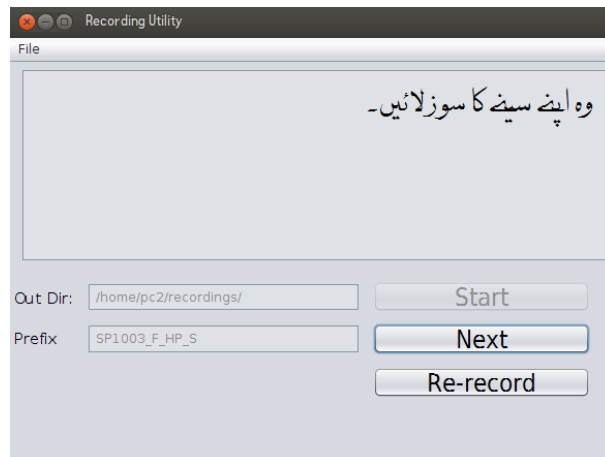 Recording Utility
File
وہ اپنے سینے کا سوز لائیں۔
Out Dir: /home/pc2/recordings/ Start
Prefix SP1003_F_HP_S Next
Re-record